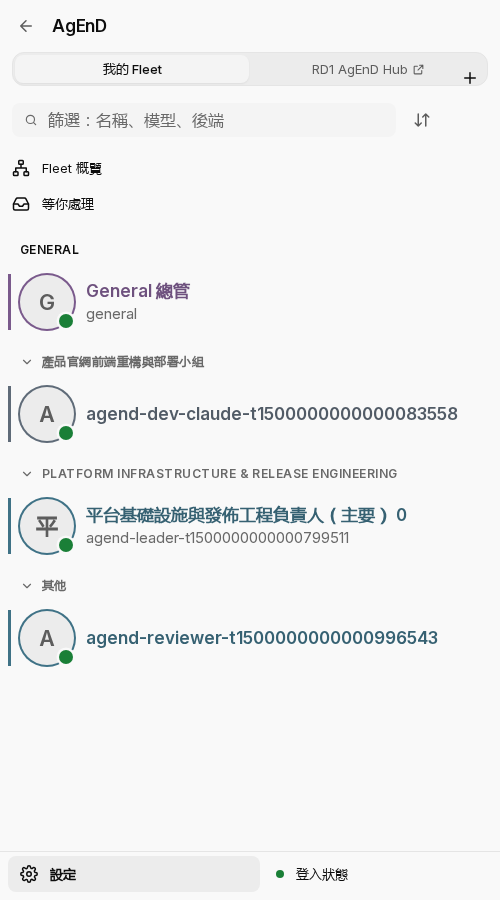 AgEnD
我的 Fleet
RD1 AgEnD Hub
篩選：名稱、模型、後端
Fleet 概覽
等你處理
GENERAL
G
General 總管
general
產品官網前端重構與部署小組
A
agend-dev-claude-t1500000000000083558
PLATFORM INFRASTRUCTURE & RELEASE ENGINEERING
平
平台基礎設施與發佈工程負責人（主要）0
agend-leader-t1500000000000799511
其他
A
agend-reviewer-t1500000000000996543
設定
登入狀態